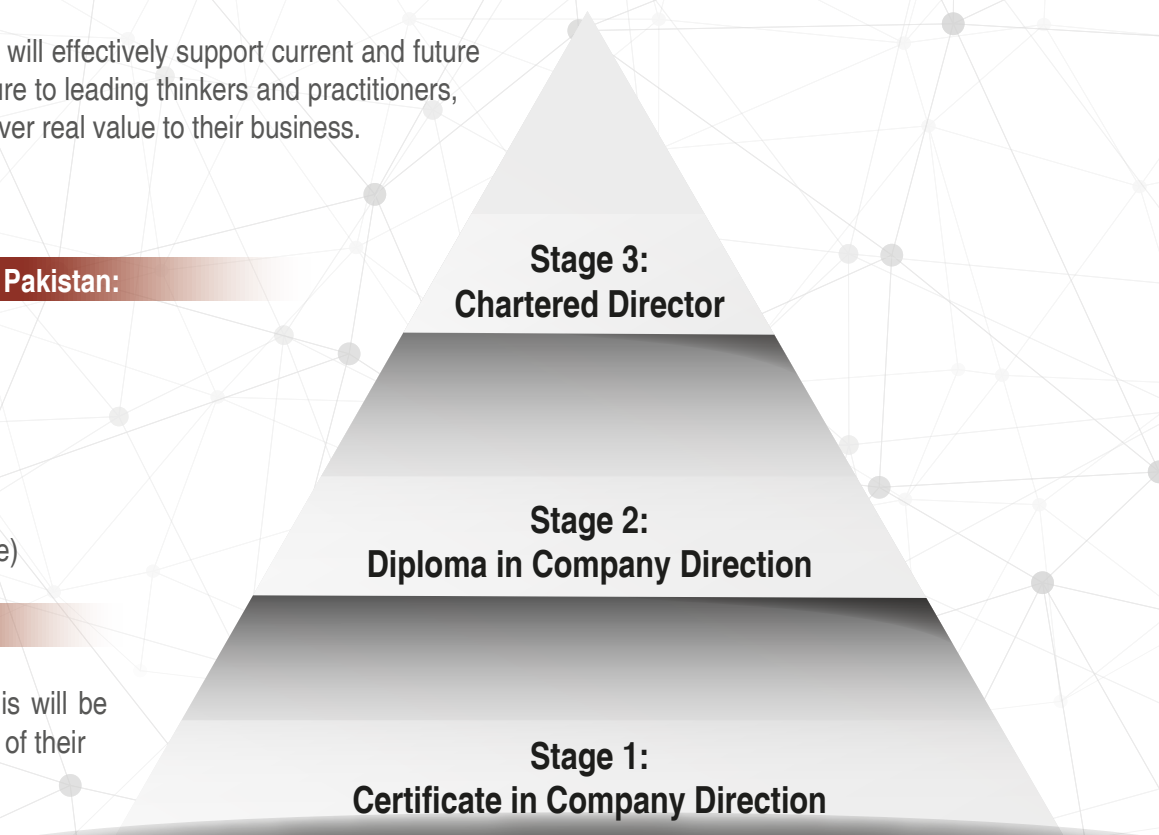 will effectively support current and future
ure to leading thinkers and practitioners,
ver real value to their business.
Pakistan:
Stage 3:
Chartered Director
e)
Stage 2:
Diploma in Company Direction
is will be
of their
Stage 1:
Certificate in Company Direction